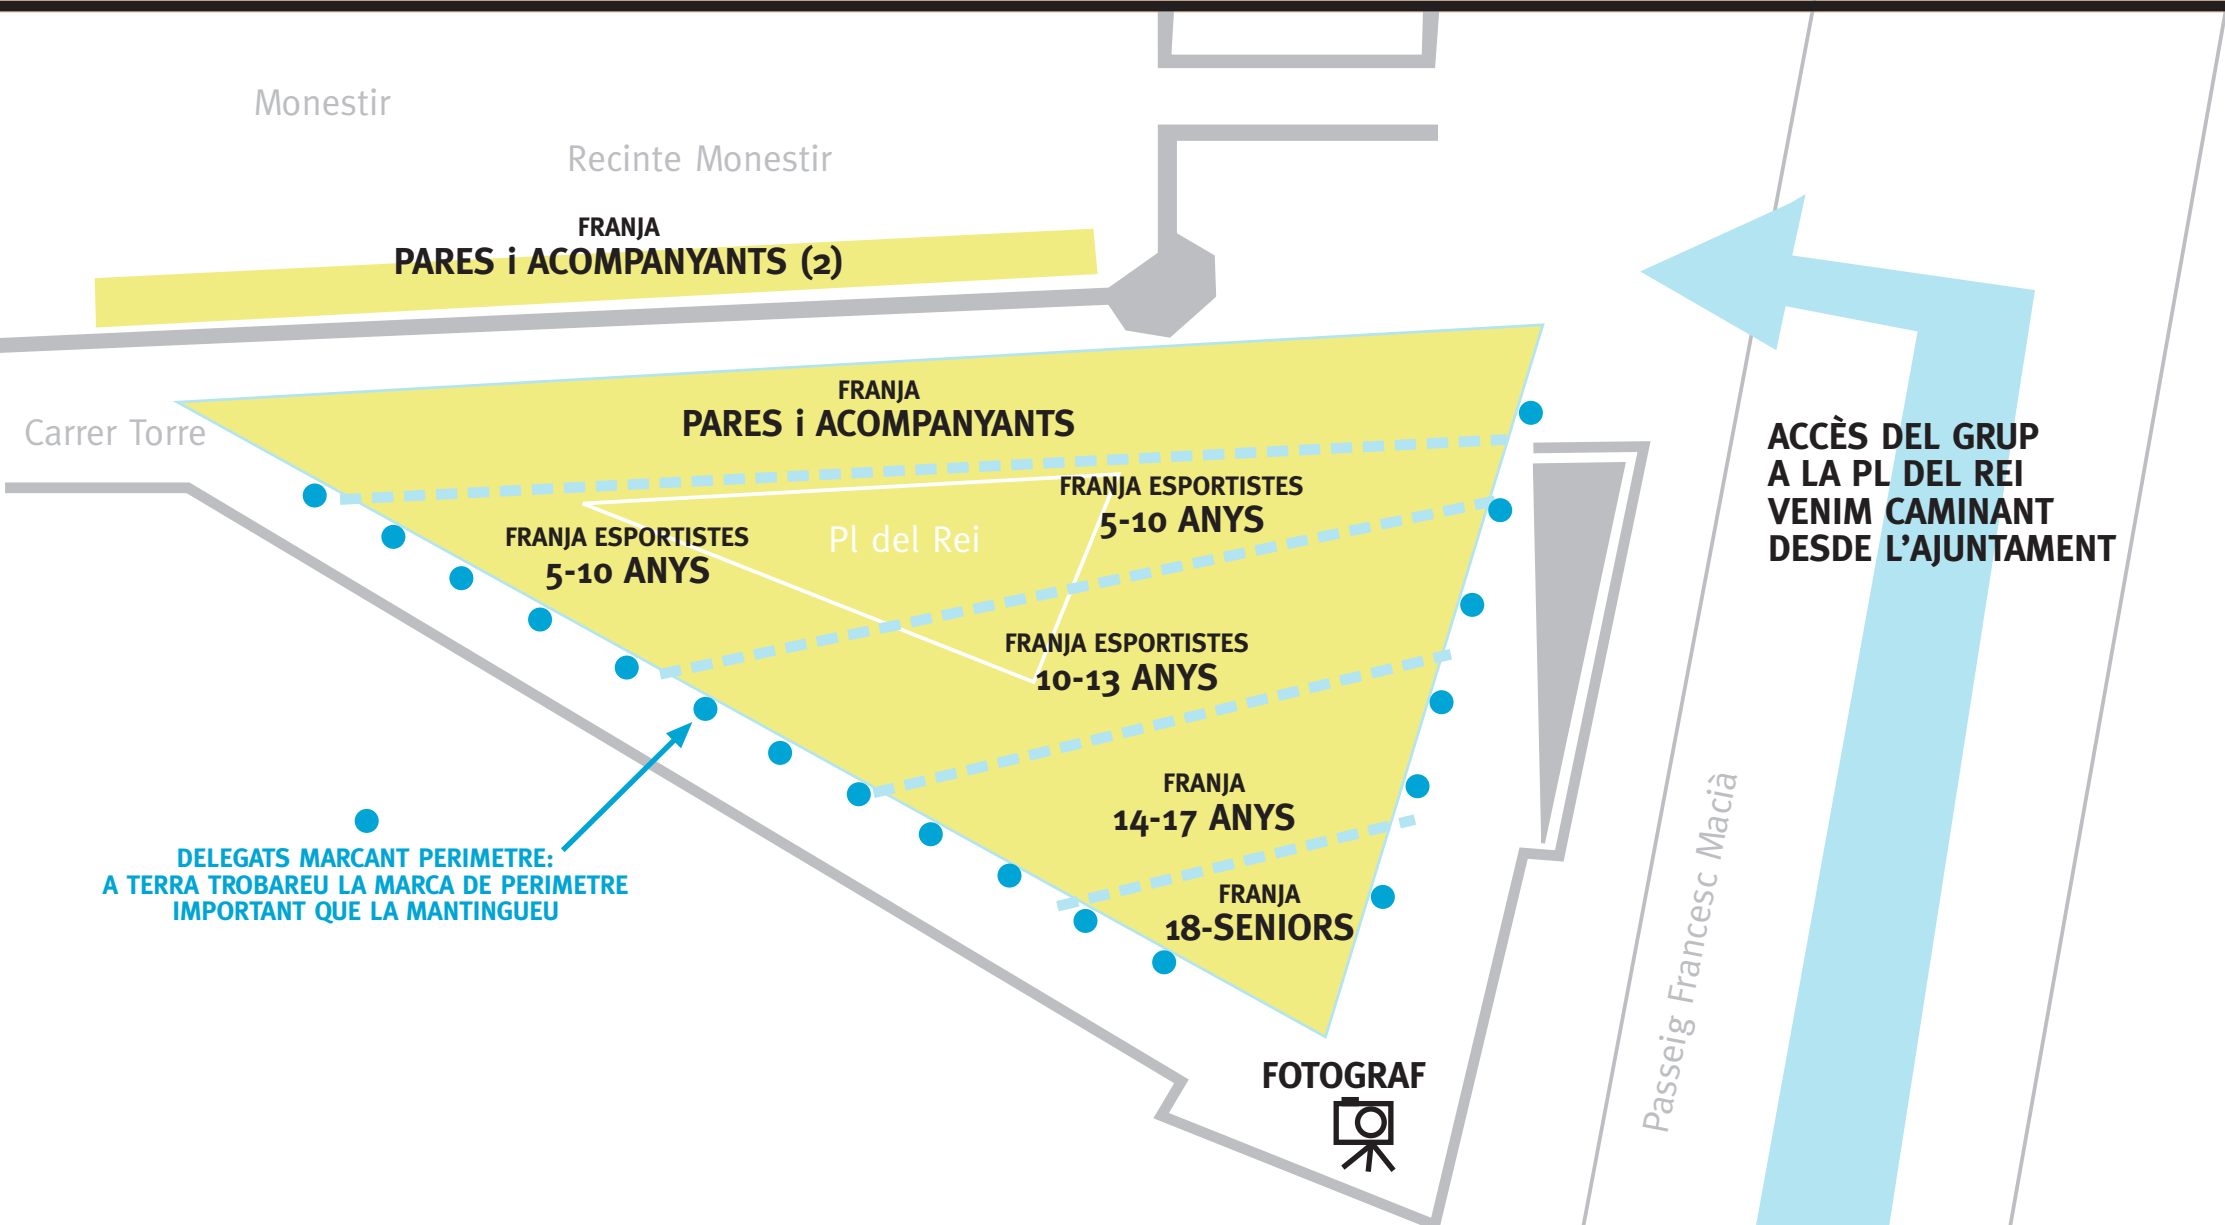 Monestir
Recinte Monestir
FRANJA
PARES i ACOMPANYANTS (2)
Carrer Torre
FRANJA
PARES i ACOMPANYANTS
FRANJA ESPORTISTES
5-10 ANYS
Pl del Rei
FRANJA ESPORTISTES
5-10 ANYS
ACCÈS DEL GRUP
A LA PL DEL REI
VENIM CAMINANT
DESDE L'AJUNTAMENT
FRANJA ESPORTISTES
10-13 ANYS
FRANJA
14-17 ANYS
FRANJA
18-SENIORS
DELEGATS MARCANT PERIMETRE:
A TERRA TROBAREU LA MARCA DE PERIMETRE
IMPORTANT QUE LA MANTINGUEU
Passeig Francesc Macià
FOTOGRAF